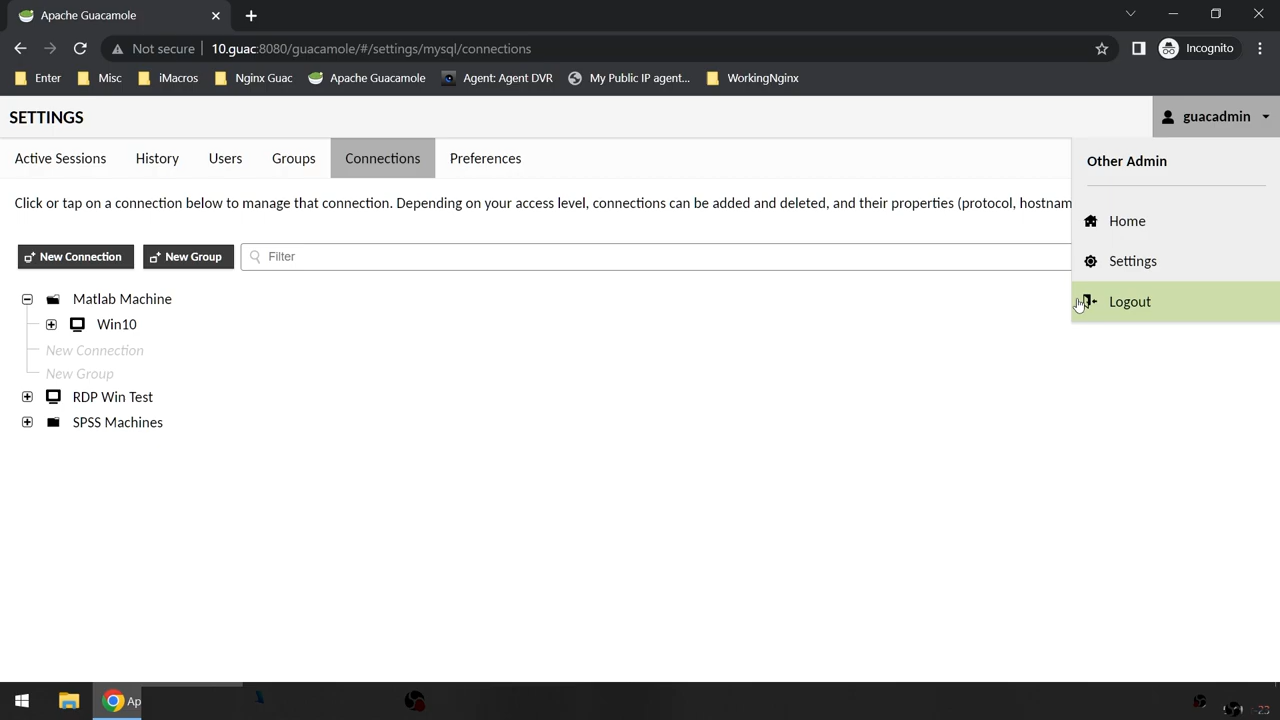 Apache Guacamole
Not secure 10.guac:8080/guacamole/#/settings/mysql/connections Incognito
Enter Misc iMacros Nginx Guac Apache Guacamole Agent: Agent DVR My Public IP agent... WorkingNginx
SETTINGS guacadmin
Active Sessions History Users Groups Connections Preferences
Other Admin
Click or tap on a connection below to manage that connection. Depending on your access level, connections can be added and deleted, and their properties (protocol, hostnam
Home
New Connection New Group Filter
Settings
Matlab Machine
Logout
Win10
New Connection
New Group
RDP Win Test
SPSS Machines
Ap